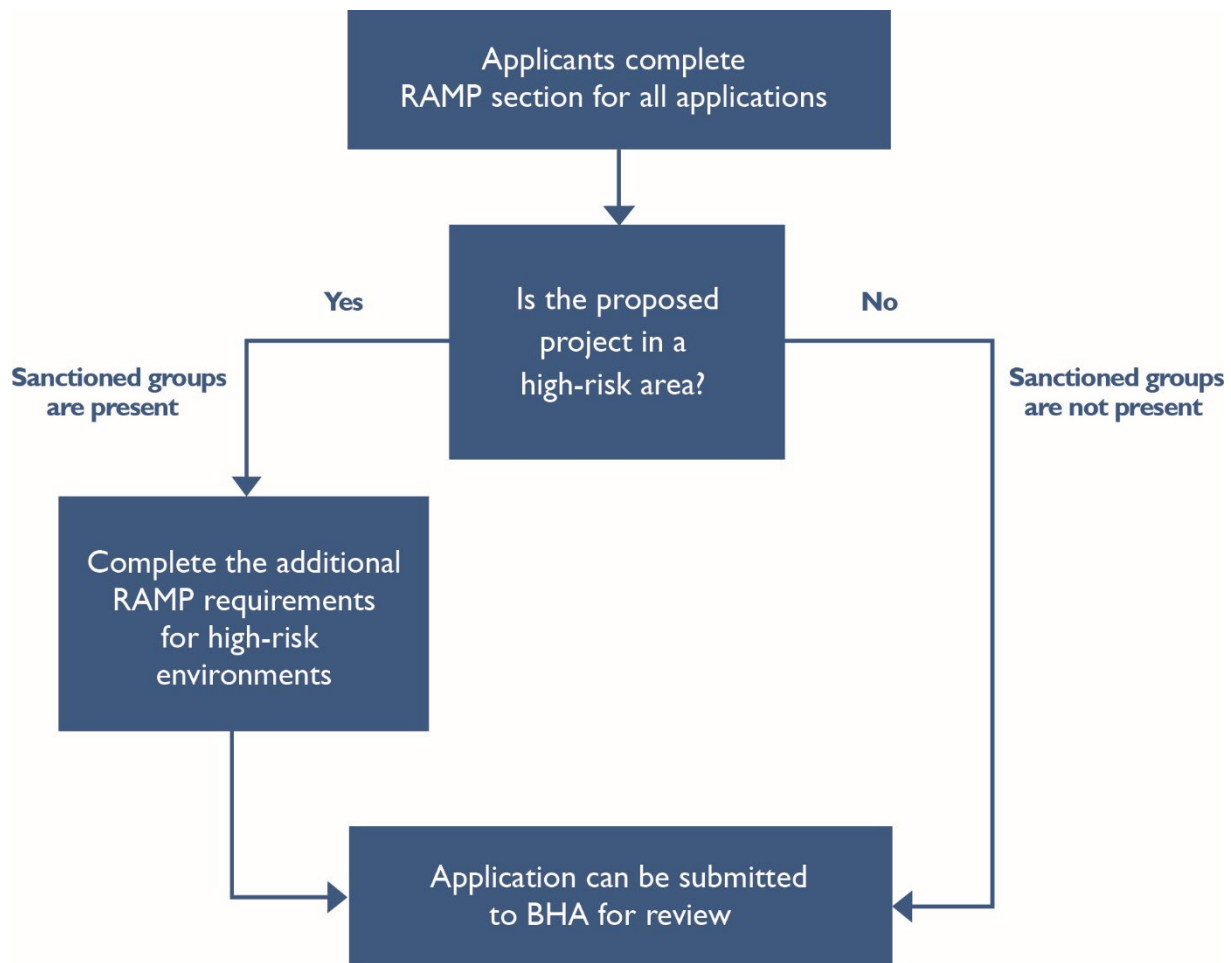 Applicants complete
RAMP section for all applications
Is the proposed
project in a
high-risk area?
Yes
No
Sanctioned groups
are present
Sanctioned groups
are not present
Complete the additional
RAMP requirements
for high-risk
environments
Application can be submitted
to BHA for review